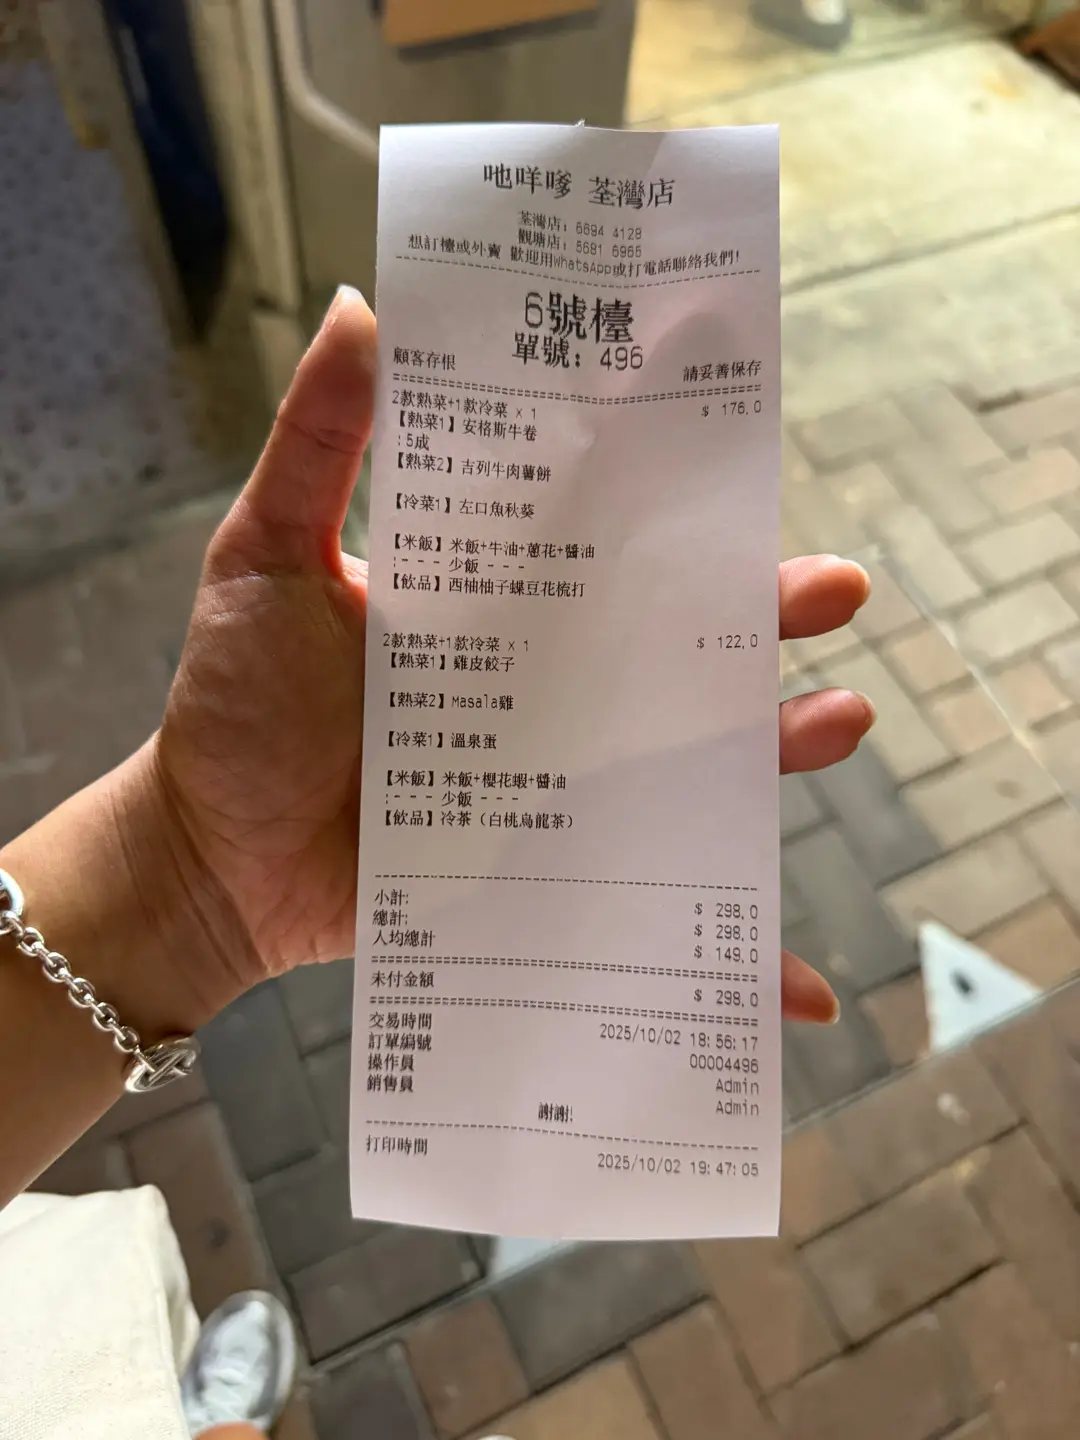 吔咩嗲 荃灣店
荃灣店: 6694 4128
觀塘店: 5681 6965
想訂檯或外賣 歡迎用WhatsApp或打電話聯絡我們!
6號檯
單號: 496
顧客存根 請妥善保存
2款熱菜+1款冷菜 x 1 $ 176.0
【熱菜1】安格斯牛卷
: 5成
【熱菜2】吉列牛肉薯餅
【冷菜1】左口魚秋葵
【米飯】米飯+牛油+蔥花+醬油
:- - - 少飯 - - -
【飲品】西柚柚子蝶豆花梳打
2款熱菜+1款冷菜 x 1 $ 122.0
【熱菜1】雞皮餃子
【熱菜2】Masala雞
【冷菜1】溫泉蛋
【米飯】米飯+櫻花蝦+醬油
:- - - 少飯 - - -
【飲品】冷茶（白桃烏龍茶）
小計: $ 298.0
總計: $ 298.0
人均總計 $ 149.0
未付金額 $ 298.0
交易時間 2025/10/02 18:56:17
訂單編號 00004496
操作員 Admin
銷售員 Admin
謝謝!
打印時間 2025/10/02 19:47:05